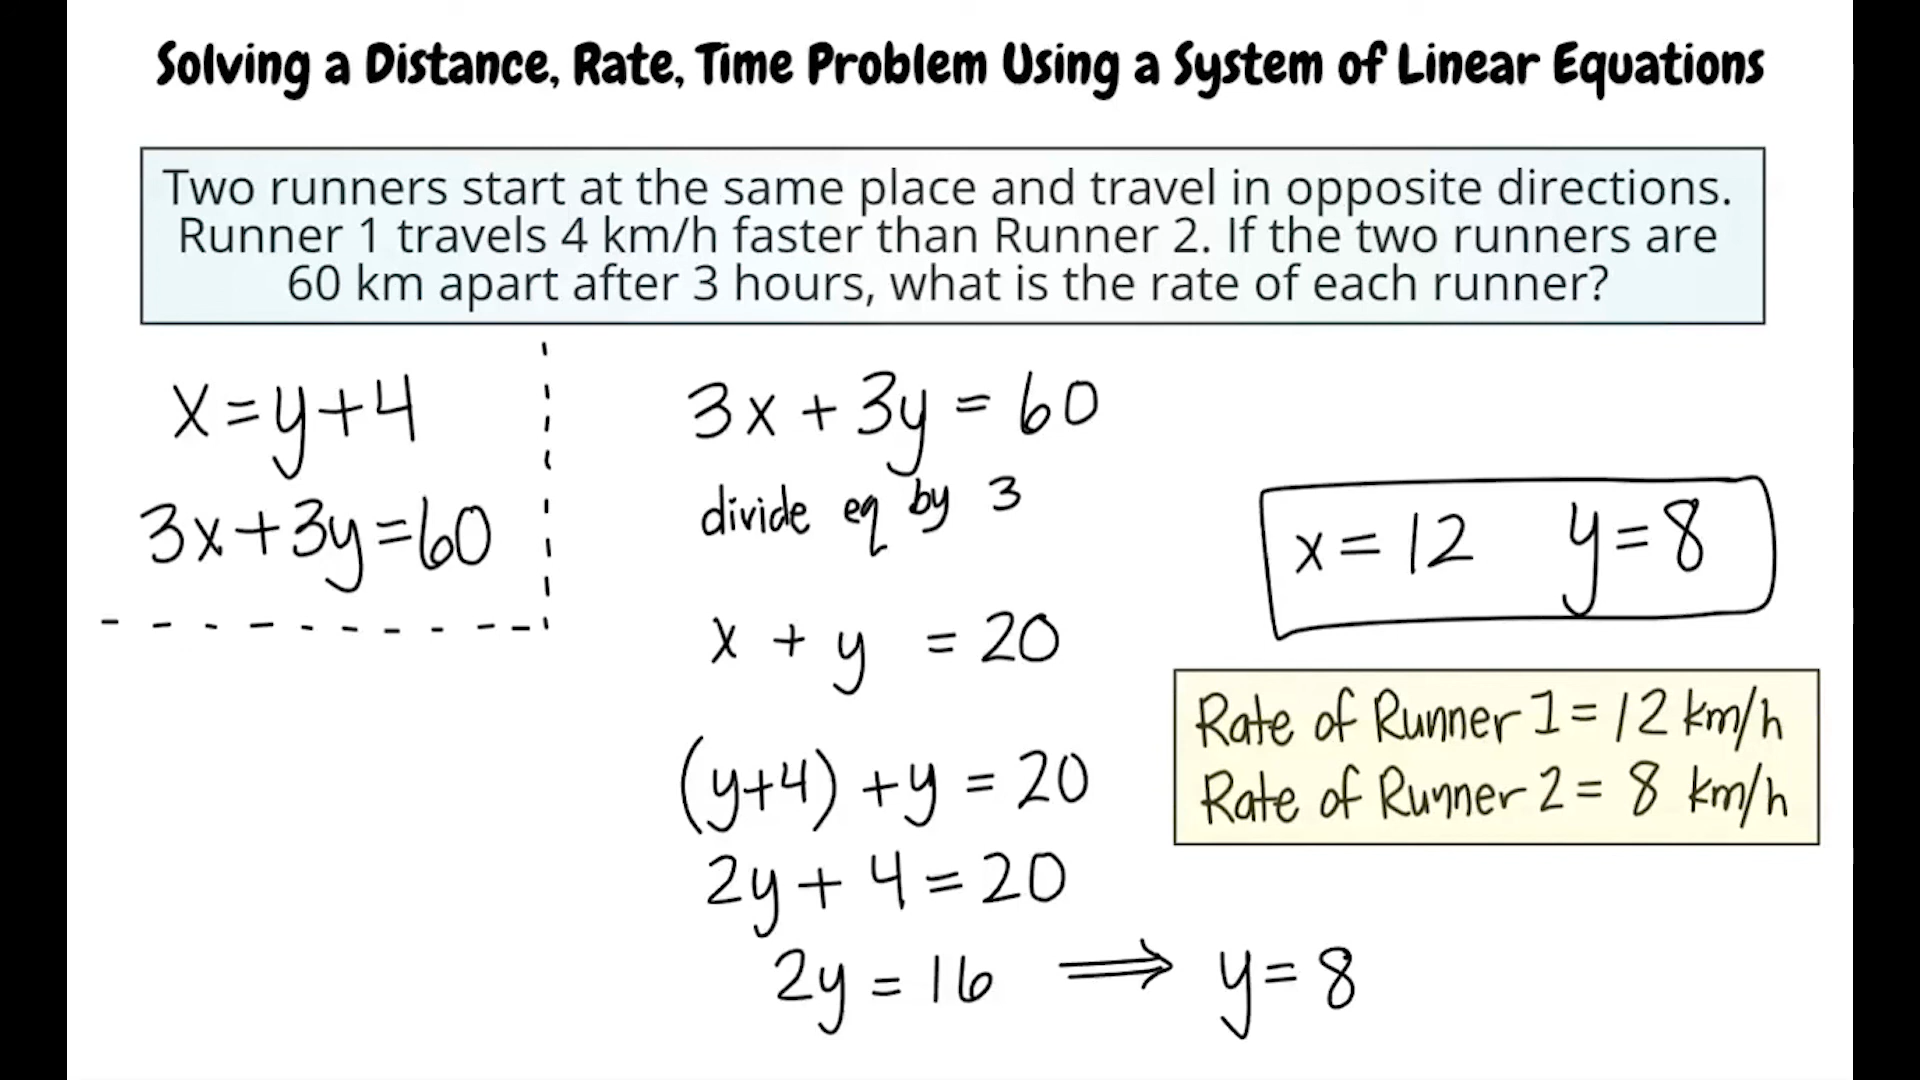 Solving a Distance, Rate, Time Problem Using a System of Linear Equations
Two runners start at the same place and travel in opposite directions.
Runner 1 travels 4 km/h faster than Runner 2. If the two runners are
60 km apart after 3 hours, what is the rate of each runner?
x=y+4
3x+3y=60
3x + 3y = 60
divide eq by 3
x + y = 20
(y+4) + y = 20
2y + 4 = 20
2y = 16 ⟹ y = 8
x = 12 y = 8
Rate of Runner 1 = 12 km/h
Rate of Runner 2 = 8 km/h